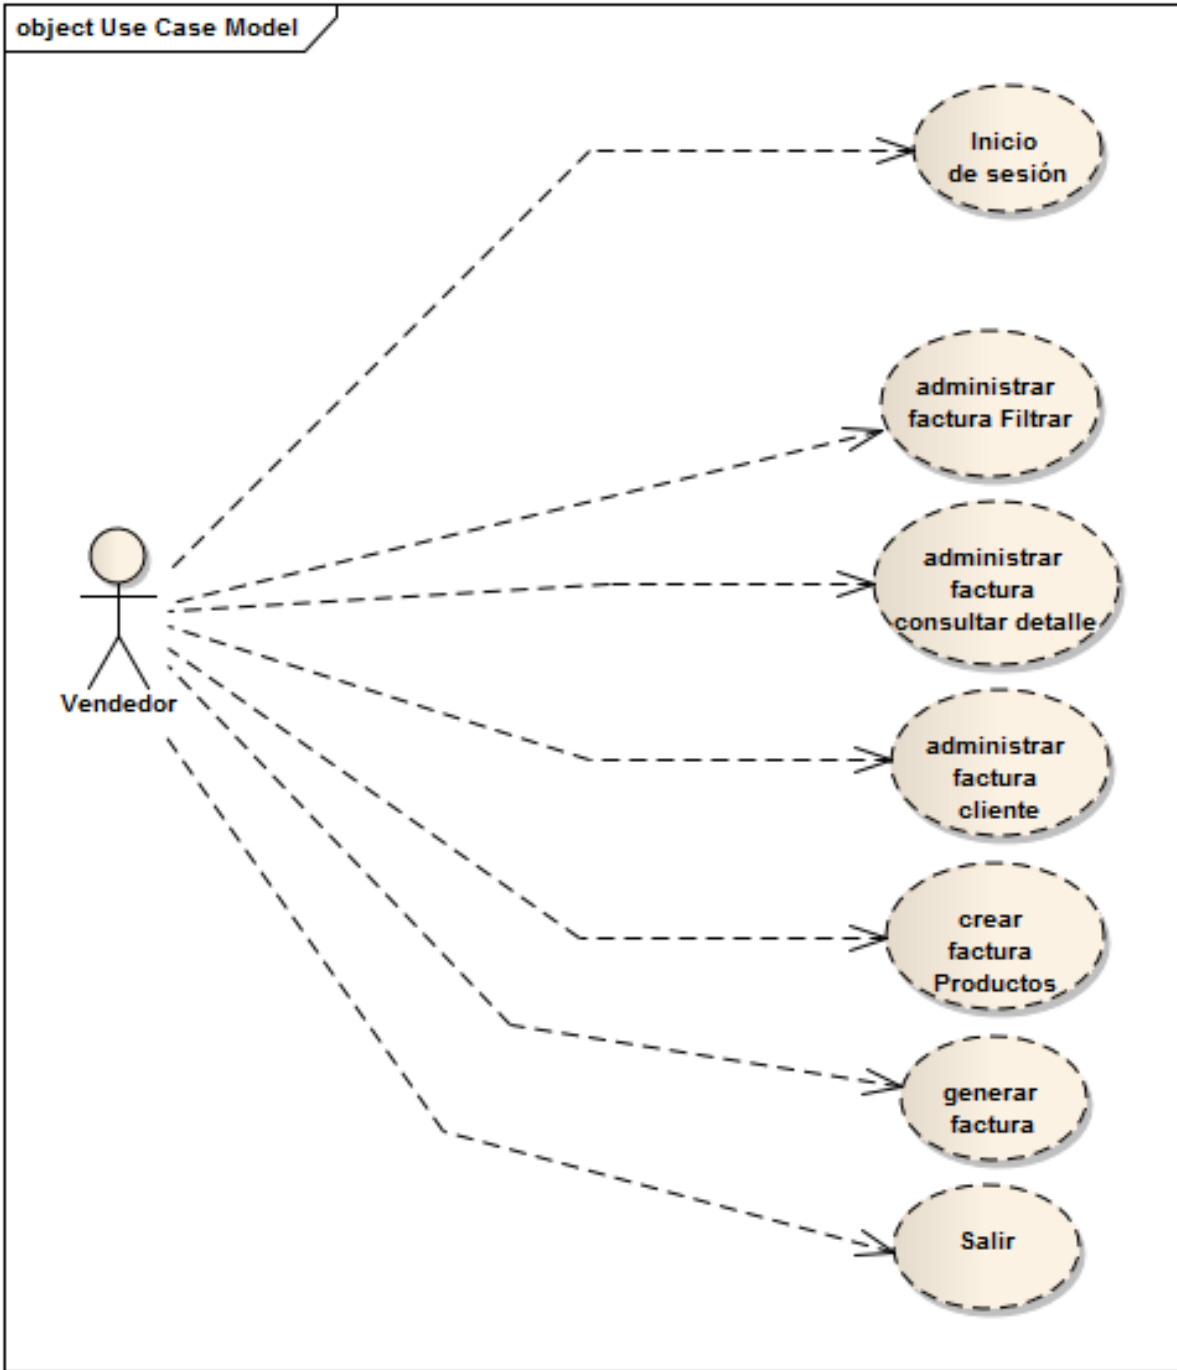 object Use Case Model
Inicio
de sesión
administrar
factura Filtrar
administrar
factura
consultar detalle
Vendedor
administrar
factura
cliente
crear
factura
Productos
generar
factura
Salir